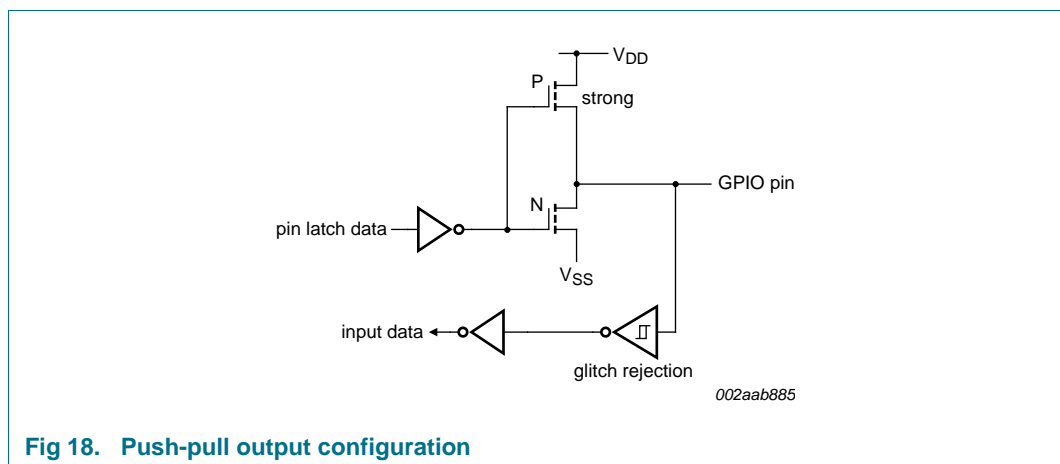 VDD
P
strong
GPIO pin
N
pin latch data
VSS
input data
glitch rejection
002aab885
Fig 18. Push-pull output configuration